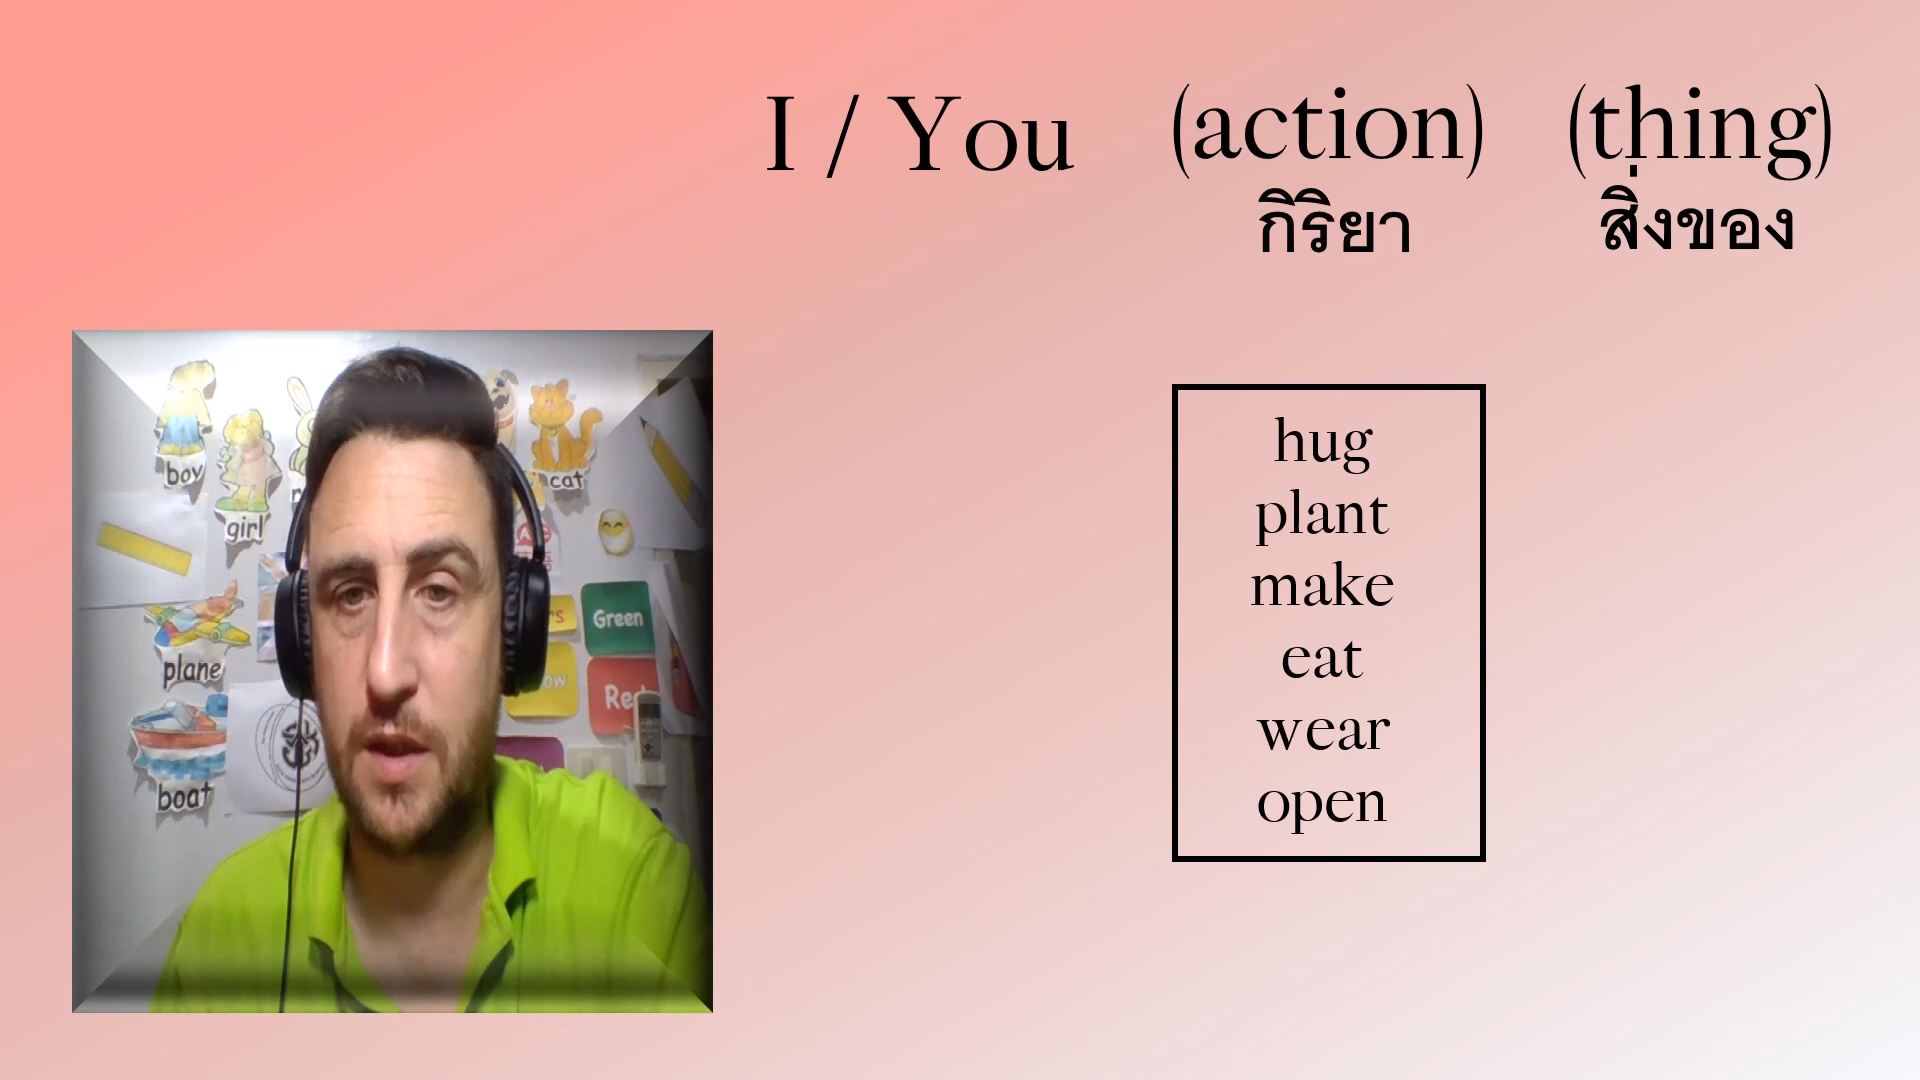 I / You (action) (thing)
กิริยา สิ่งของ
hug
plant
make
eat
wear
open
boy
girl
cat
plane
boat
Green
Red